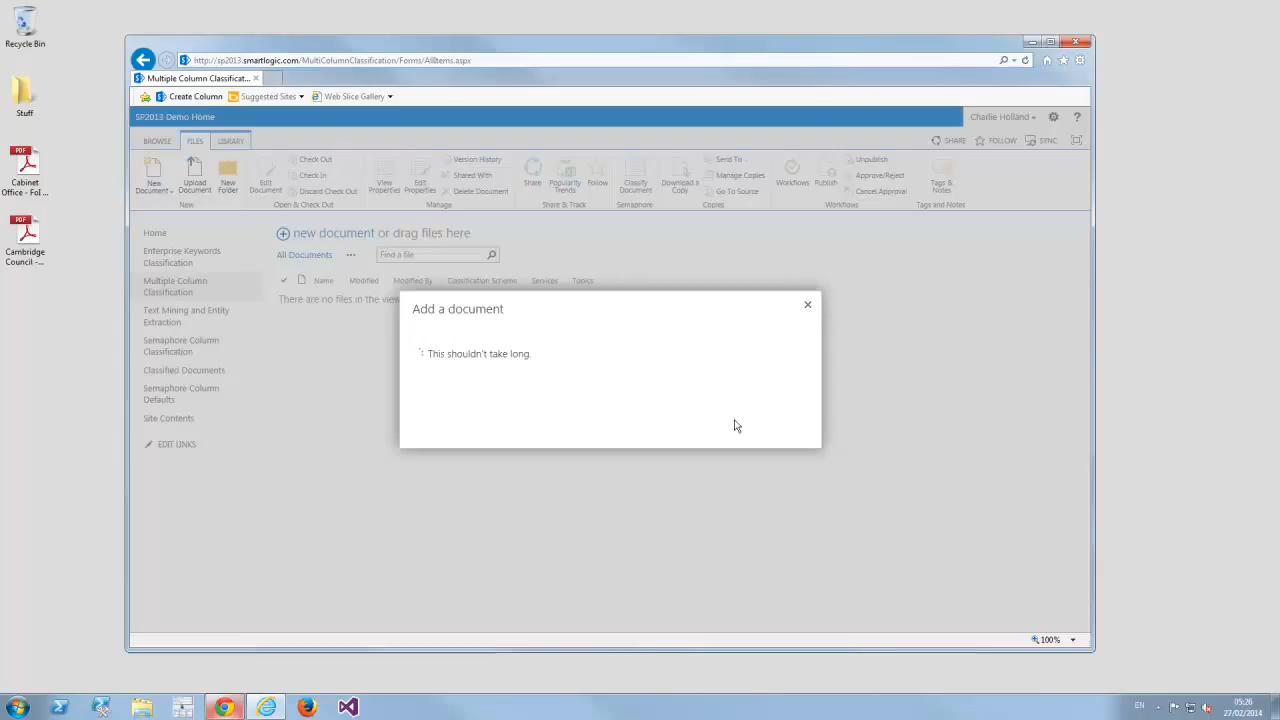 Recycle Bin
Stuff
PDF
Cabinet
Office - Fol ...
PDF
Cambridge
Council -...
http://sp2013.smartlogic.com/MultiColumnClassification/Forms/AllItems.aspx
Multiple Column Classificat...
Create Column
Suggested Sites
Web Slice Gallery
SP2013 Demo Home
Charlie Holland
?
BROWSE
FILES
LIBRARY
SHARE
FOLLOW
SYNC
New
Document
Upload
Document
New
Folder
New
Edit
Document
Check Out
Check In
Discard Check Out
Open & Check Out
View
Properties
Edit
Properties
Version History
Shared With
Delete Document
Manage
Share
Popularity
Trends
Follow
Share & Track
Classify
Document
Semaphore
Download a
Copy
Send To
Manage Copies
Go To Source
Copies
Workflows
Publish
Unpublish
Approve/Reject
Cancel Approval
Workflows
Tags &
Notes
Tags and Notes
Home
Enterprise Keywords
Classification
Multiple Column
Classification
Text Mining and Entity
Extraction
Semaphore Column
Classification
Classified Documents
Semaphore Column
Defaults
Site Contents
EDIT LINKS
new document or drag files here
All Documents
...
Find a file
Name
Modified
Modified By
Classification Scheme
Services
Topics
There are no files in the view
Add a document
This shouldn't take long.
100%
EN
05:26
27/02/2014